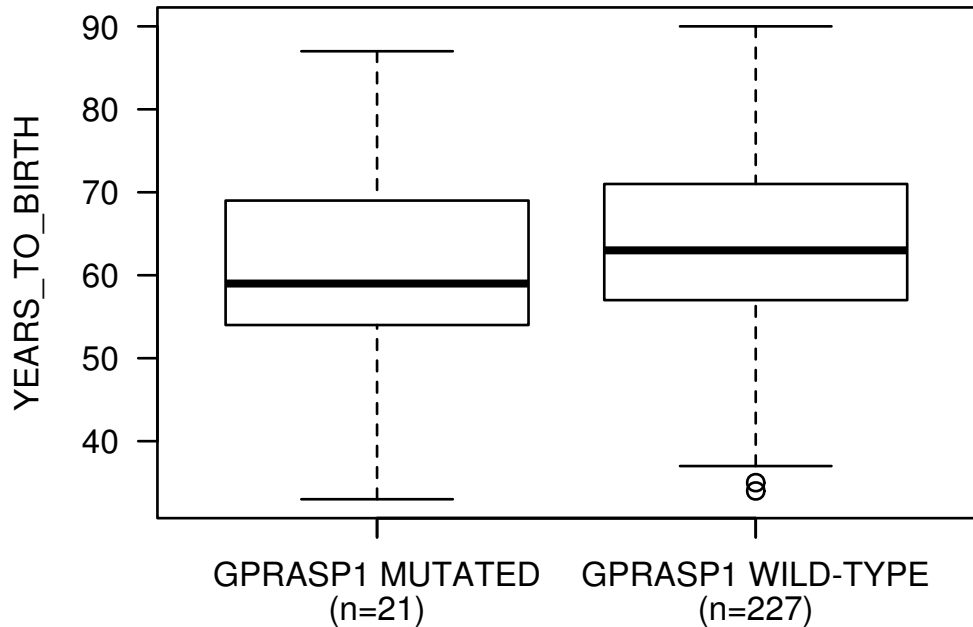 YEARS_TO_BIRTH
90
80
70
60
50
40
GPRASP1 MUTATED
(n=21)
GPRASP1 WILD-TYPE
(n=227)